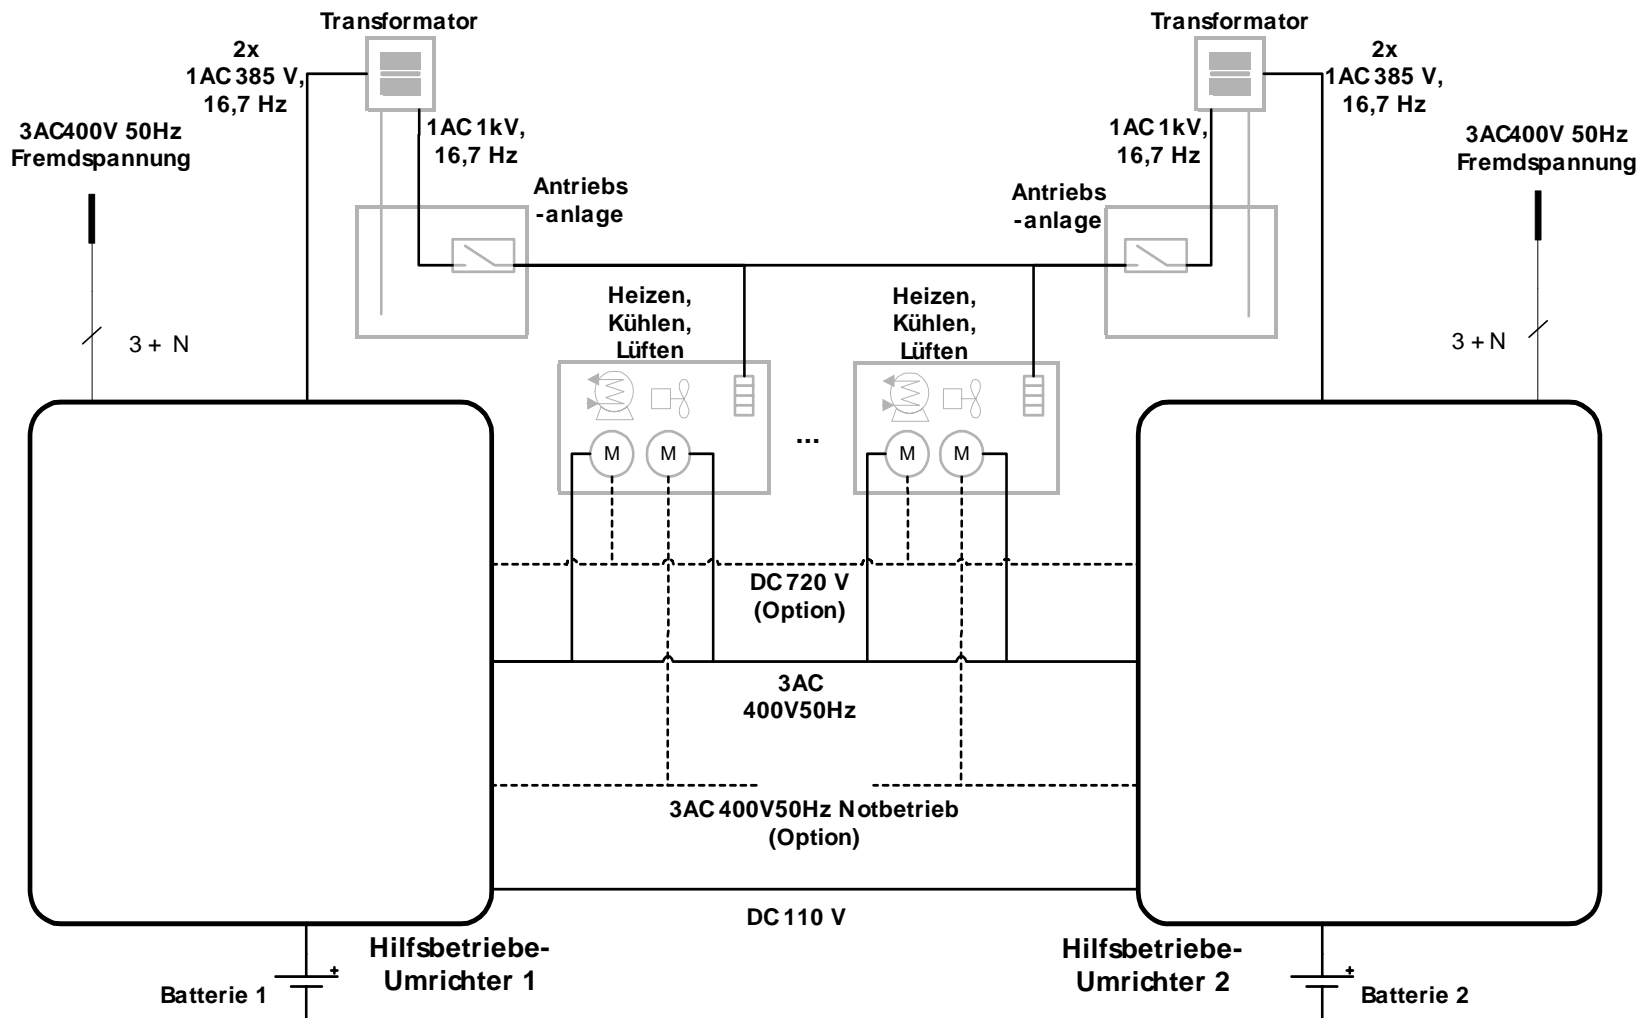 Transformator
Transformator
2x
1AC 385 V,
16,7 Hz
2x
1AC 385 V,
16,7 Hz
3AC400V 50Hz
Fremdspannung
1AC 1kV,
16,7 Hz
1AC 1kV,
16,7 Hz
3AC400V 50Hz
Fremdspannung
Antriebs
-anlage
Antriebs
-anlage
3 + N
Heizen,
Kühlen,
Lüften
Heizen,
Kühlen,
Lüften
3 + N
...
M
M
M
M
DC 720 V
(Option)
3AC
400V50Hz
3AC 400V50Hz Notbetrieb
(Option)
DC 110 V
Hilfsbetriebe-
Umrichter 1
Hilfsbetriebe-
Umrichter 2
+
Batterie 1
+
Batterie 2